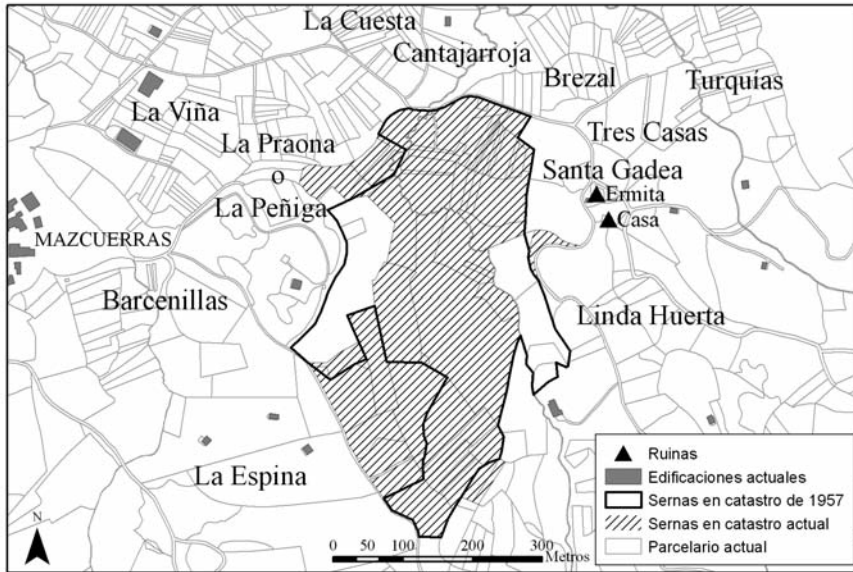 La Cuesta
Cantajarroja
Brezal
Turquías
La Viña
Tres Casas
La Praona
o
La Peñiga
Santa Gadea
Ermita
Casa
MAZCUERRAS
Barcenillas
Linda Huerta
La Espina
Ruinas
Edificaciones actuales
Sernas en catastro de 1957
Sernas en catastro actual
Parcelario actual
N
0 50 100 200 300
Metros